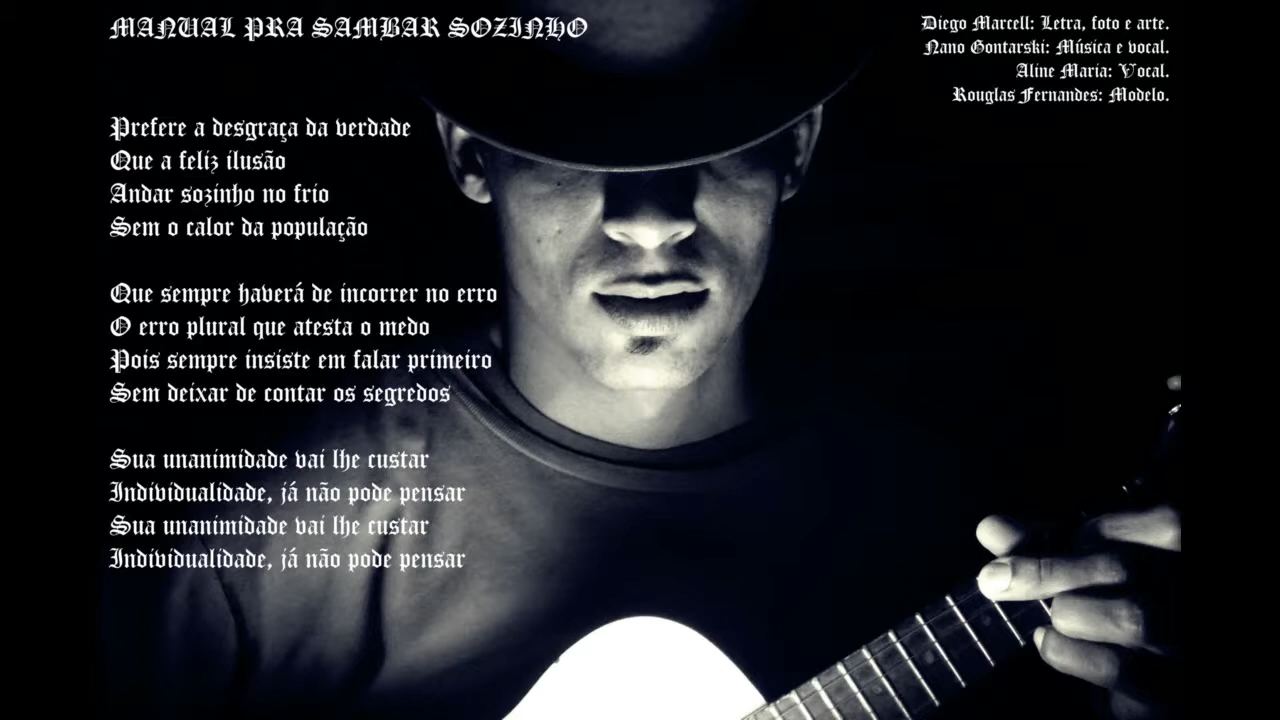 MANUAL PRA SAMBAR SOZINHO
Diego Marcell: Letra, foto e arte.
Nano Gontarski: Música e vocal.
Aline Maria: Vocal.
Rouglas Fernandes: Modelo.
Prefere a desgraça da verdade
Que a feliz ilusão
Andar sozinho no frio
Sem o calor da população
Que sempre haverá de incorrer no erro
O erro plural que atesta o medo
Pois sempre insiste em falar primeiro
Sem deixar de contar os segredos
Sua unanimidade vai lhe custar
Individualidade, já não pode pensar
Sua unanimidade vai lhe custar
Individualidade, já não pode pensar